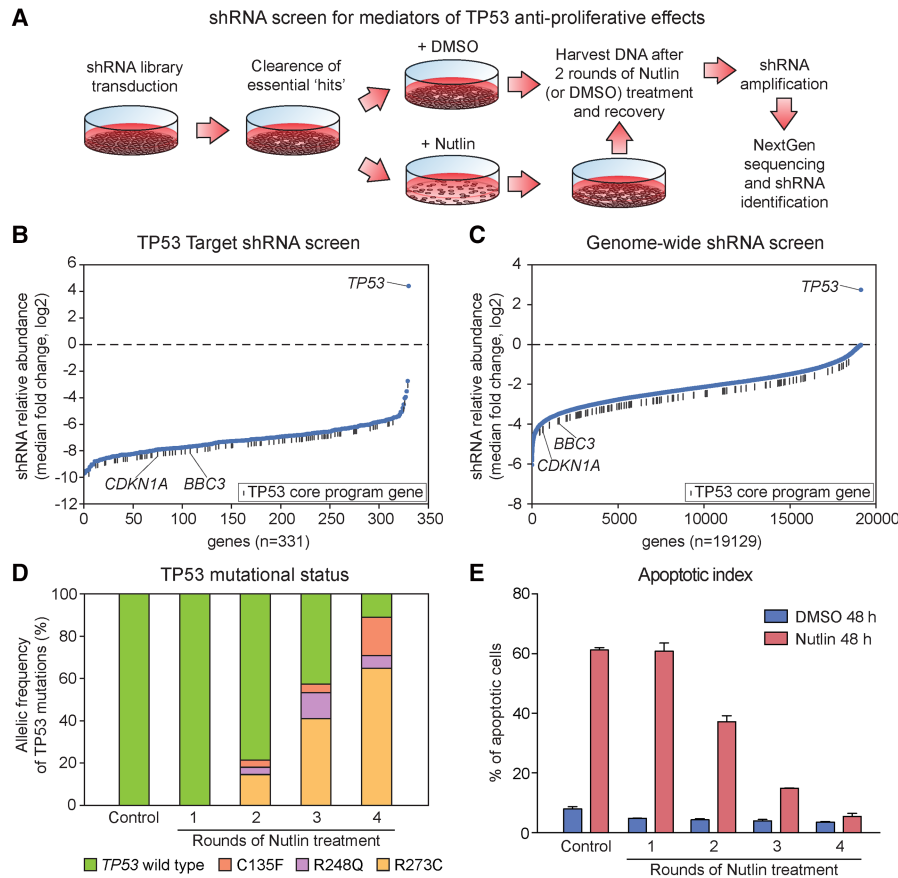 A
shRNA screen for mediators of TP53 anti-proliferative effects
shRNA library
transduction
Clearence of
essential ‘hits’
+ DMSO
+ Nutlin
Harvest DNA after
2 rounds of Nutlin
(or DMSO) treatment
and recovery
shRNA
amplification
NextGen
sequencing
and shRNA
identification
B
TP53 Target shRNA screen
shRNA relative abundance
(median fold change, log2)
6
4
2
0
-2
-4
-6
-8
-10
-12
TP53
CDKN1A
BBC3
TP53 core program gene
0
50
100
150
200
250
300
350
genes (n=331)
C
Genome-wide shRNA screen
shRNA relative abundance
(median fold change, log2)
4
2
0
-2
-4
-6
-8
TP53
BBC3
CDKN1A
TP53 core program gene
0
5000
10000
15000
20000
genes (n=19129)
D
TP53 mutational status
Allelic frequency
of TP53 mutations (%)
100
80
60
40
20
0
Control
1
2
3
4
Rounds of Nutlin treatment
TP53 wild type
C135F
R248Q
R273C
E
Apoptotic index
% of apoptotic cells
80
60
40
20
0
DMSO 48 h
Nutlin 48 h
Control
1
2
3
4
Rounds of Nutlin treatment